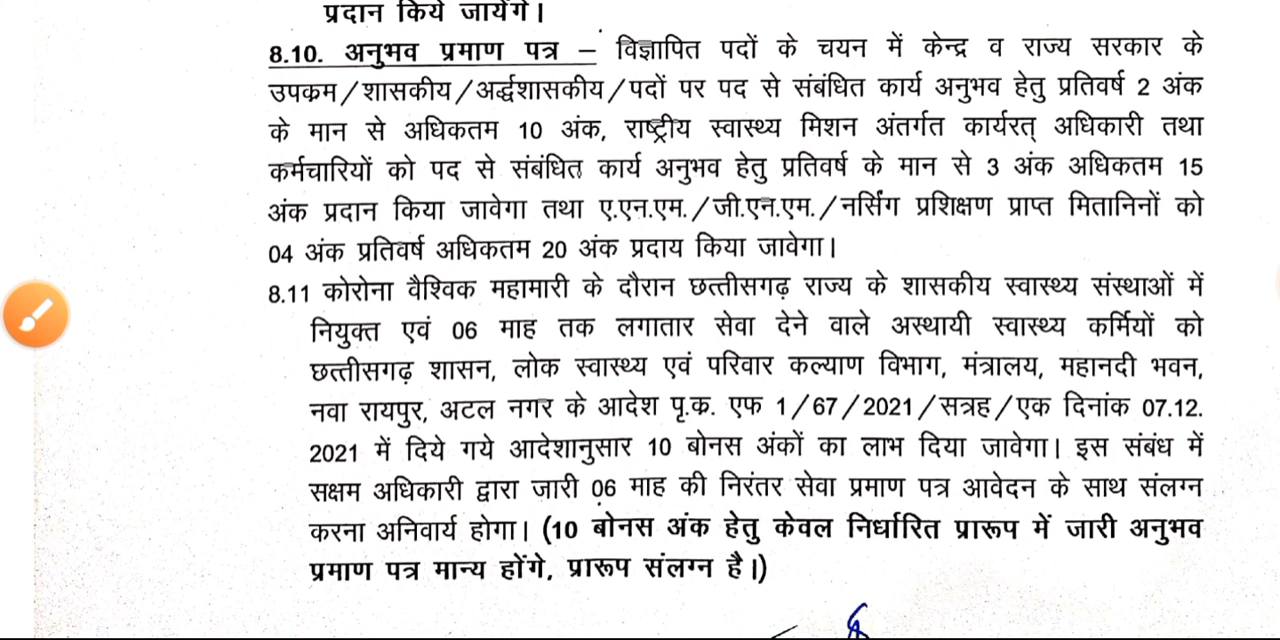 प्रदान किये जायेंगे।
8.10. अनुभव प्रमाण पत्र – विज्ञापित पदों के चयन में केन्द्र व राज्य सरकार के
उपक्रम/शासकीय/अर्द्धशासकीय/पदों पर पद से संबंधित कार्य अनुभव हेतु प्रतिवर्ष 2 अंक
के मान से अधिकतम 10 अंक, राष्ट्रीय स्वास्थ्य मिशन अंतर्गत कार्यरत् अधिकारी तथा
कर्मचारियों को पद से संबंधित कार्य अनुभव हेतु प्रतिवर्ष के मान से 3 अंक अधिकतम 15
अंक प्रदान किया जावेगा तथा ए.एन.एम./जी.एन.एम./नर्सिंग प्रशिक्षण प्राप्त मितानिनों को
04 अंक प्रतिवर्ष अधिकतम 20 अंक प्रदाय किया जावेगा।
8.11 कोरोना वैश्विक महामारी के दौरान छत्तीसगढ़ राज्य के शासकीय स्वास्थ्य संस्थाओं में
नियुक्त एवं 06 माह तक लगातार सेवा देने वाले अस्थायी स्वास्थ्य कर्मियों को
छत्तीसगढ़ शासन, लोक स्वास्थ्य एवं परिवार कल्याण विभाग, मंत्रालय, महानदी भवन,
नवा रायपुर, अटल नगर के आदेश पृ.क्र. एफ 1/67/2021/सत्रह/एक दिनांक 07.12.
2021 में दिये गये आदेशानुसार 10 बोनस अंकों का लाभ दिया जावेगा। इस संबंध में
सक्षम अधिकारी द्वारा जारी 06 माह की निरंतर सेवा प्रमाण पत्र आवेदन के साथ संलग्न
करना अनिवार्य होगा। (10 बोनस अंक हेतु केवल निर्धारित प्रारूप में जारी अनुभव
प्रमाण पत्र मान्य होंगे, प्रारूप संलग्न है।)